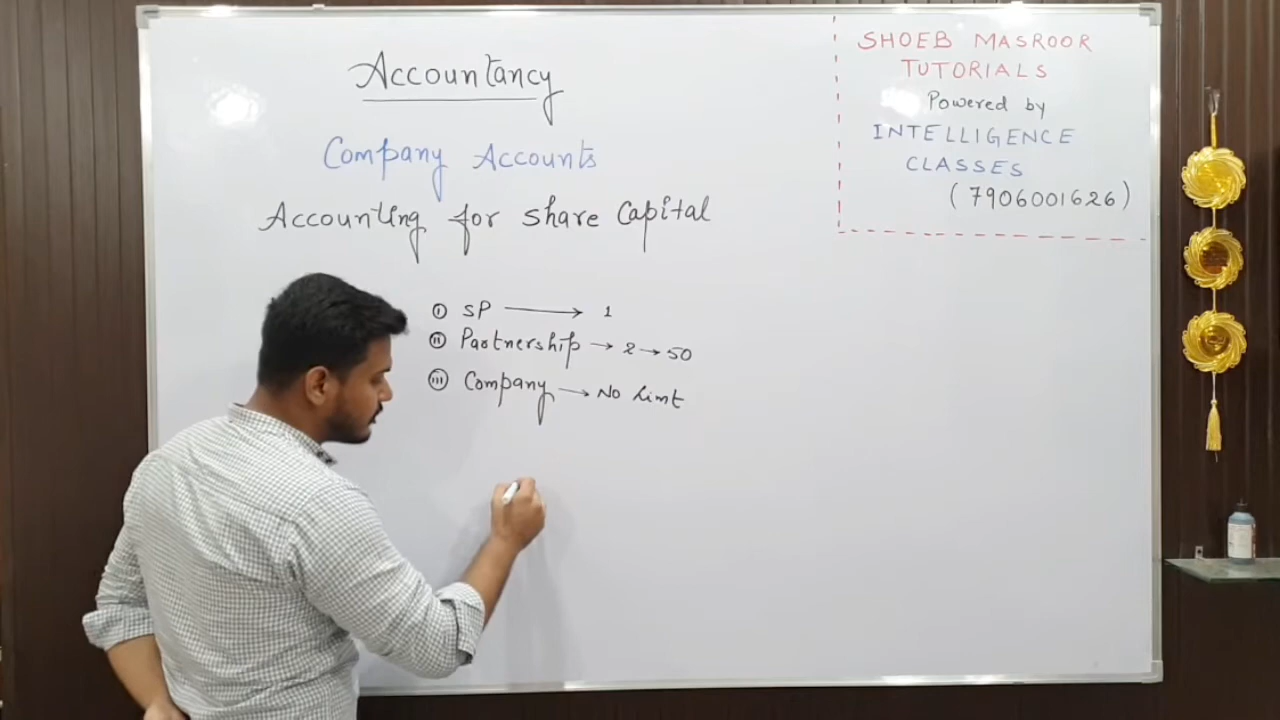 Accountancy
Company Accounts
Accounting for share Capital
(I) SP → 1
(II) Partnership → 2 → 50
(III) Company → No Limt
SHOEB MASROOR
TUTORIALS
Powered by
INTELLIGENCE
CLASSES
(7906001626)